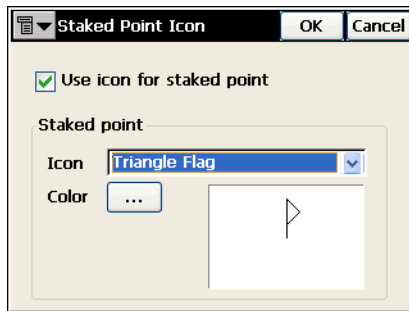 Staked Point Icon OK Cancel
Use icon for staked point
Staked point
Icon Triangle Flag
Color ...